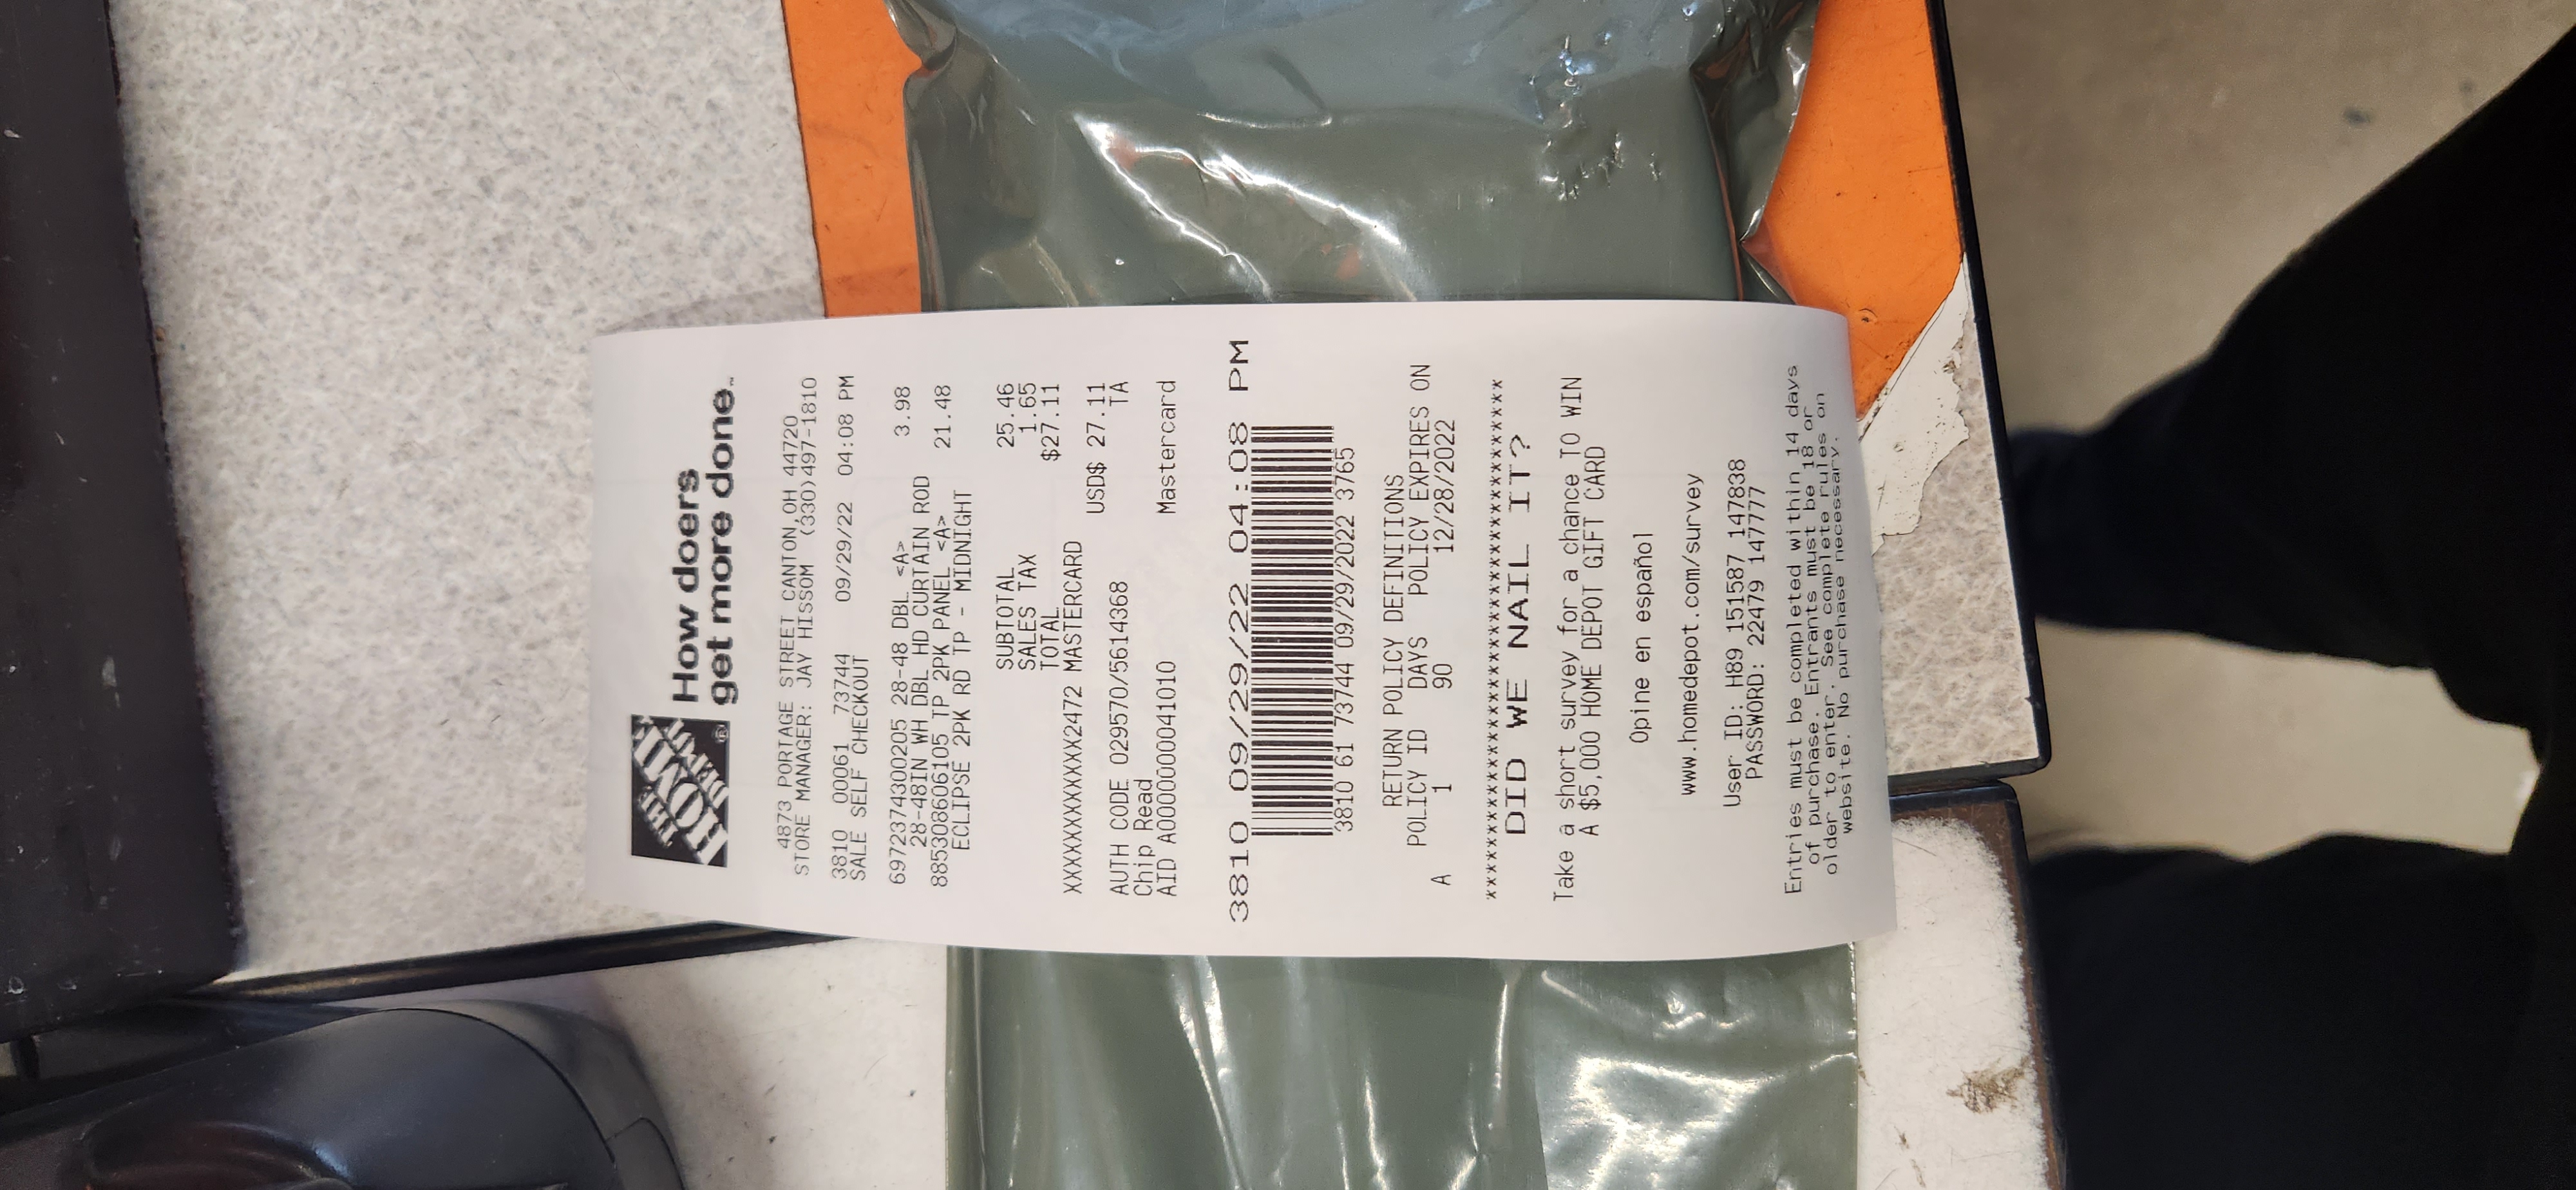 THE
HOME
DEPOT
®
How doers
get more done.™
4873 PORTAGE STREET CANTON,OH 44720
STORE MANAGER: JAY HISSOM (330)497-1810
3810 00061 73744 09/29/22 04:08 PM
SALE SELF CHECKOUT
6972374300205 28-48 DBL <A> 3.98
28-48IN WH DBL HD CURTAIN ROD
885308606105 TP 2PK PANEL <A> 21.48
ECLIPSE 2PK RD TP - MIDNIGHT
SUBTOTAL 25.46
SALES TAX 1.65
TOTAL $27.11
XXXXXXXXXXXX2472 MASTERCARD
USD$ 27.11
AUTH CODE 029570/5614368 TA
Chip Read
AID A0000000041010 Mastercard
3810 09/29/22 04:08 PM
3810 61 73744 09/29/2022 3765
RETURN POLICY DEFINITIONS
POLICY ID DAYS POLICY EXPIRES ON
A 1 90 12/28/2022
DID WE NAIL IT?
Take a short survey for a chance TO WIN
A $5,000 HOME DEPOT GIFT CARD
Opine en español
www.homedepot.com/survey
User ID: H89 151587 147838
PASSWORD: 22479 147777
Entries must be completed within 14 days
of purchase. Entrants must be 18 or
older to enter. See complete rules on
website. No purchase necessary.